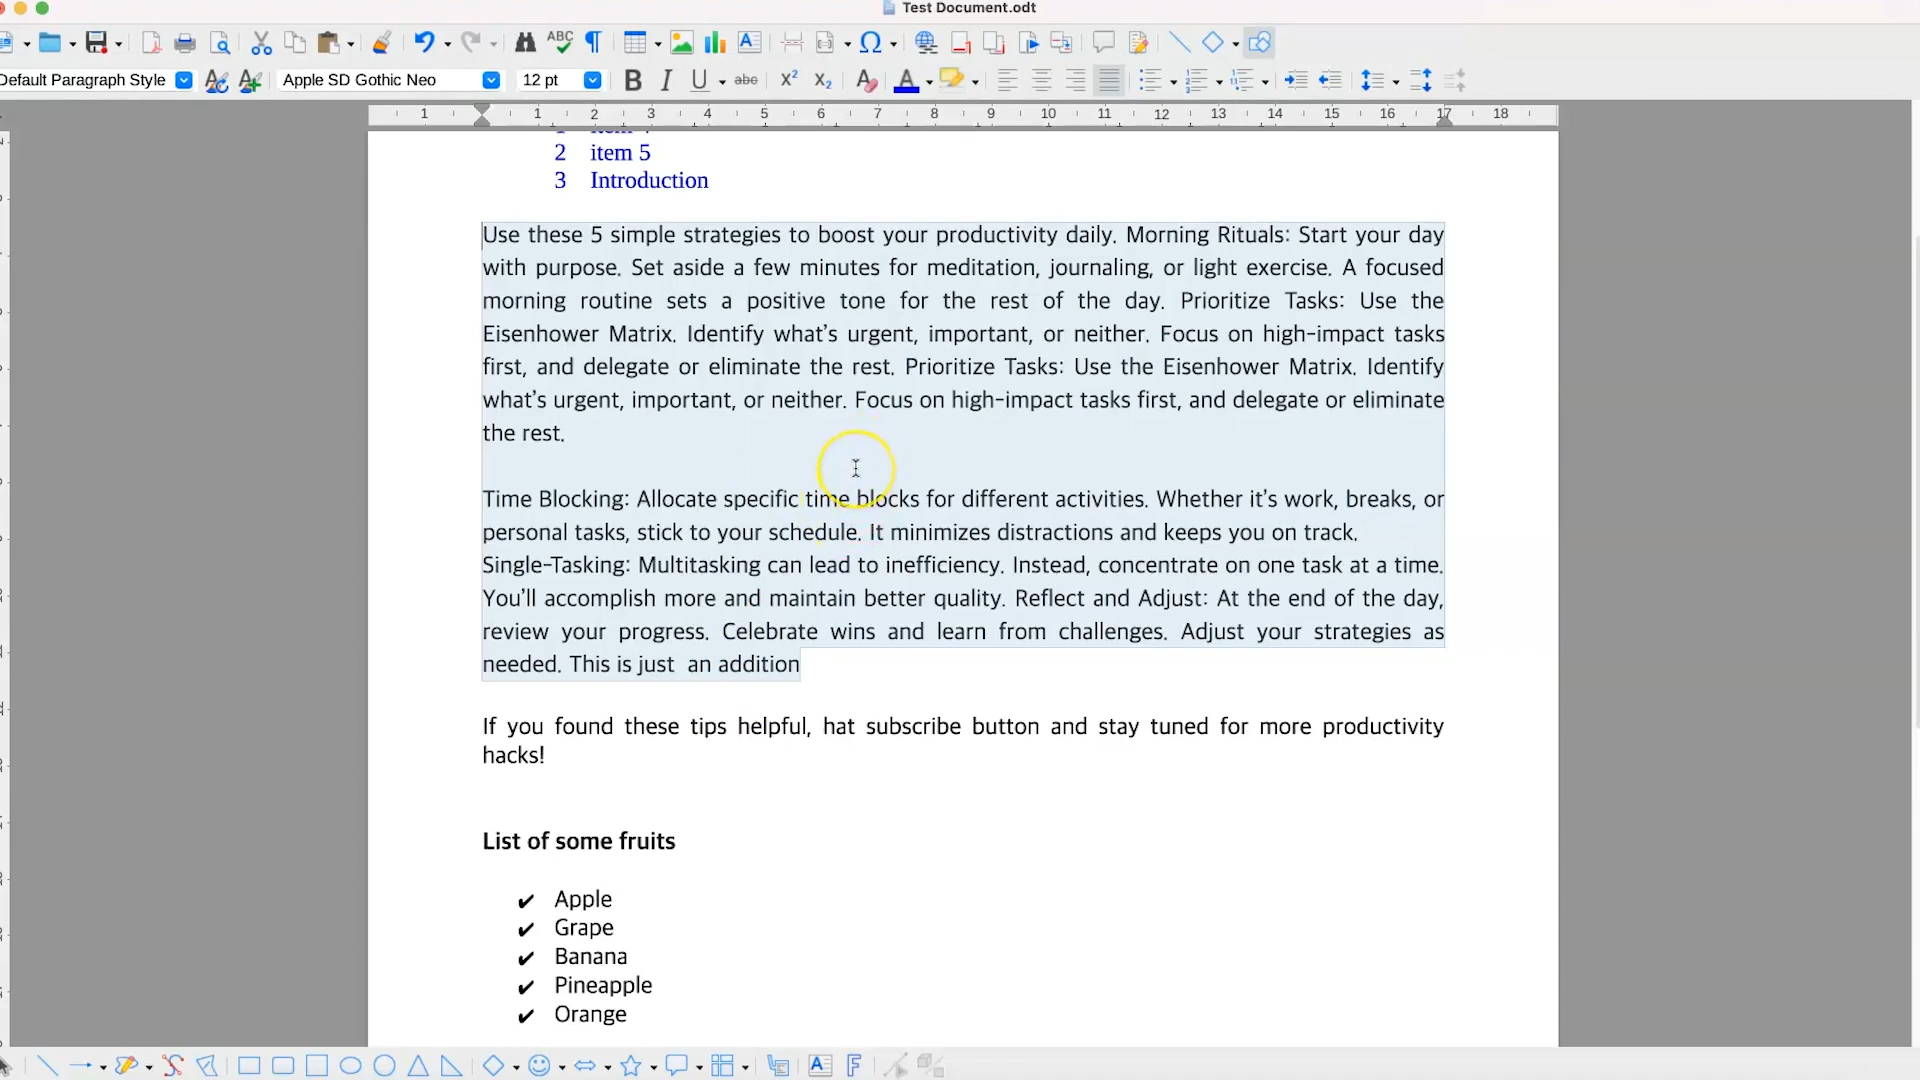 Test Document.odt
ABC
Default Paragraph Style
Apple SD Gothic Neo
12 pt
B I U abc X² X₂ A A
1 1 2 3 4 5 6 7 8 9 10 11 12 13 14 15 16 17 18
2 item 5
3 Introduction
Use these 5 simple strategies to boost your productivity daily. Morning Rituals: Start your day
with purpose. Set aside a few minutes for meditation, journaling, or light exercise. A focused
morning routine sets a positive tone for the rest of the day. Prioritize Tasks: Use the
Eisenhower Matrix. Identify what's urgent, important, or neither. Focus on high-impact tasks
first, and delegate or eliminate the rest. Prioritize Tasks: Use the Eisenhower Matrix. Identify
what's urgent, important, or neither. Focus on high-impact tasks first, and delegate or eliminate
the rest.
Time Blocking: Allocate specific time blocks for different activities. Whether it's work, breaks, or
personal tasks, stick to your schedule. It minimizes distractions and keeps you on track.
Single-Tasking: Multitasking can lead to inefficiency. Instead, concentrate on one task at a time.
You'll accomplish more and maintain better quality. Reflect and Adjust: At the end of the day,
review your progress. Celebrate wins and learn from challenges. Adjust your strategies as
needed. This is just  an addition
If you found these tips helpful, hat subscribe button and stay tuned for more productivity
hacks!
List of some fruits
✔ Apple
✔ Grape
✔ Banana
✔ Pineapple
✔ Orange